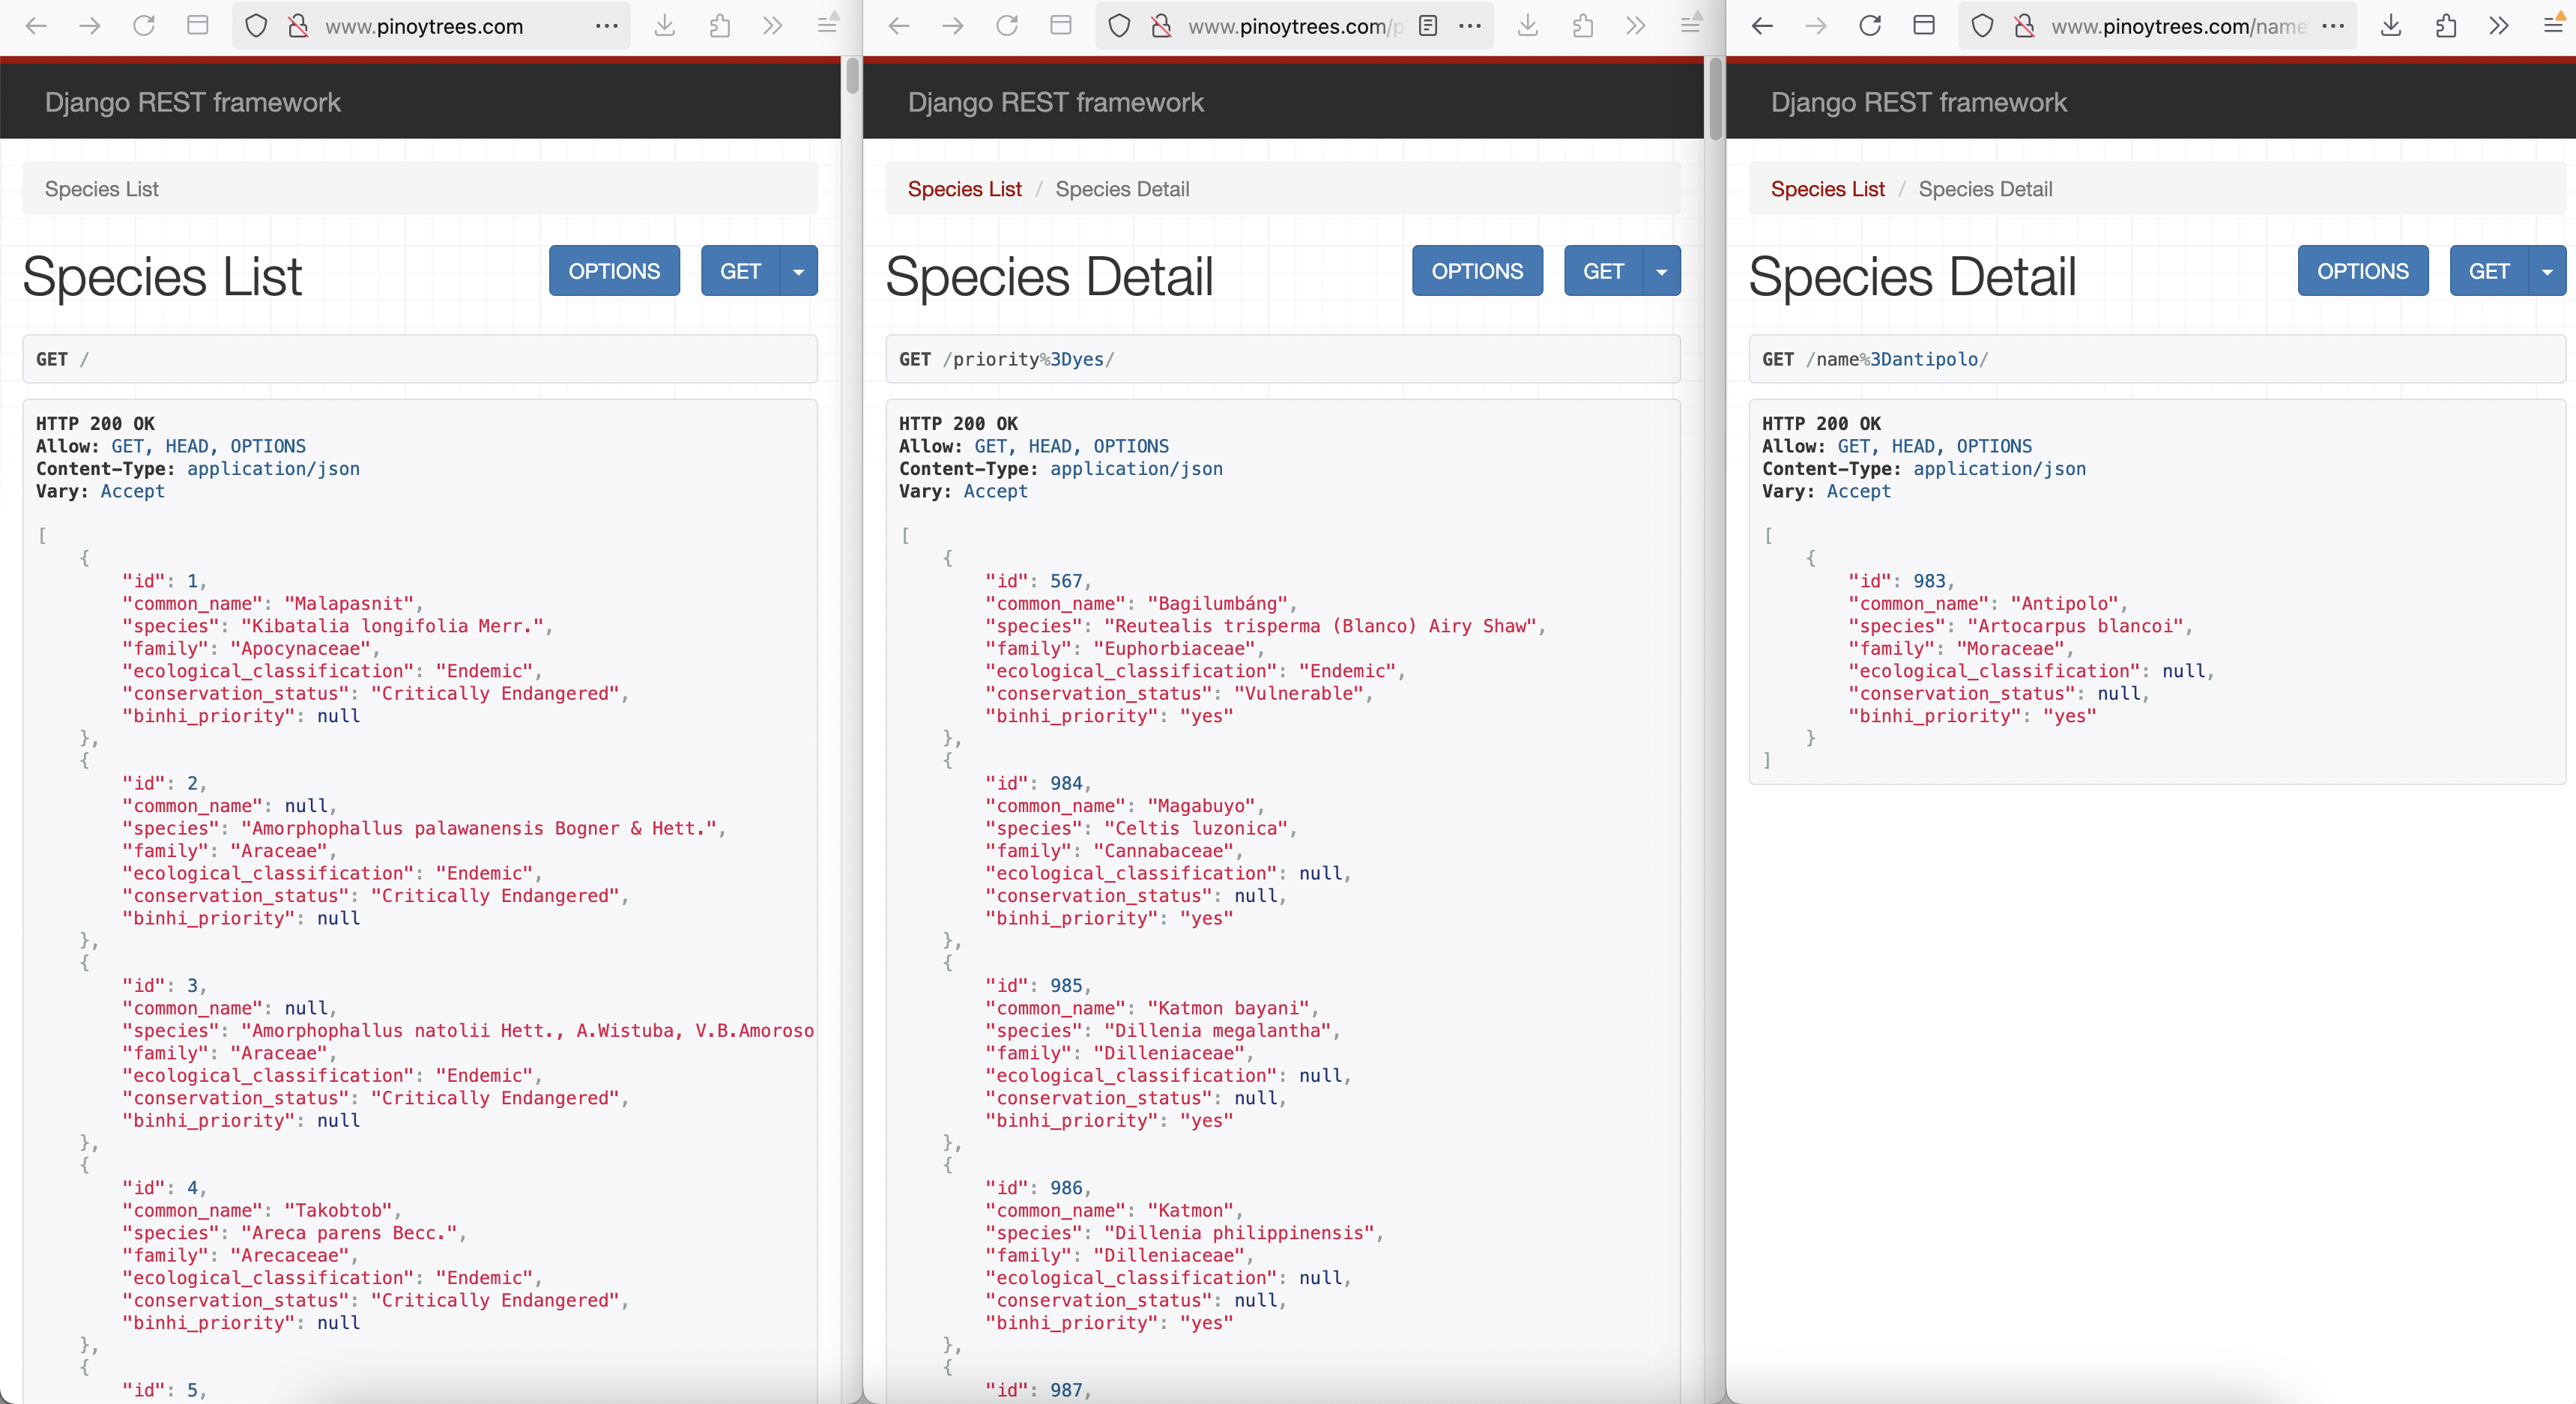 www.pinoytrees.com
Django REST framework
Species List
Species List
OPTIONS
GET
GET /
HTTP 200 OK
Allow: GET, HEAD, OPTIONS
Content-Type: application/json
Vary: Accept
[
{
"id": 1,
"common_name": "Malapasnit",
"species": "Kibatalia longifolia Merr.",
"family": "Apocynaceae",
"ecological_classification": "Endemic",
"conservation_status": "Critically Endangered",
"binhi_priority": null
},
{
"id": 2,
"common_name": null,
"species": "Amorphophallus palawanensis Bogner & Hett.",
"family": "Araceae",
"ecological_classification": "Endemic",
"conservation_status": "Critically Endangered",
"binhi_priority": null
},
{
"id": 3,
"common_name": null,
"species": "Amorphophallus natolii Hett., A.Wistuba, V.B.Amoroso
"family": "Araceae",
"ecological_classification": "Endemic",
"conservation_status": "Critically Endangered",
"binhi_priority": null
},
{
"id": 4,
"common_name": "Takobtob",
"species": "Areca parens Becc.",
"family": "Arecaceae",
"ecological_classification": "Endemic",
"conservation_status": "Critically Endangered",
"binhi_priority": null
},
{
"id": 5,
www.pinoytrees.com/p
Django REST framework
Species List / Species Detail
Species Detail
OPTIONS
GET
GET /priority%3Dyes/
HTTP 200 OK
Allow: GET, HEAD, OPTIONS
Content-Type: application/json
Vary: Accept
[
{
"id": 567,
"common_name": "Bagilumbáng",
"species": "Reutealis trisperma (Blanco) Airy Shaw",
"family": "Euphorbiaceae",
"ecological_classification": "Endemic",
"conservation_status": "Vulnerable",
"binhi_priority": "yes"
},
{
"id": 984,
"common_name": "Magabuyo",
"species": "Celtis luzonica",
"family": "Cannabaceae",
"ecological_classification": null,
"conservation_status": null,
"binhi_priority": "yes"
},
{
"id": 985,
"common_name": "Katmon bayani",
"species": "Dillenia megalantha",
"family": "Dilleniaceae",
"ecological_classification": null,
"conservation_status": null,
"binhi_priority": "yes"
},
{
"id": 986,
"common_name": "Katmon",
"species": "Dillenia philippinensis",
"family": "Dilleniaceae",
"ecological_classification": null,
"conservation_status": null,
"binhi_priority": "yes"
},
{
"id": 987,
www.pinoytrees.com/name
Django REST framework
Species List / Species Detail
Species Detail
OPTIONS
GET
GET /name%3Dantipolo/
HTTP 200 OK
Allow: GET, HEAD, OPTIONS
Content-Type: application/json
Vary: Accept
[
{
"id": 983,
"common_name": "Antipolo",
"species": "Artocarpus blancoi",
"family": "Moraceae",
"ecological_classification": null,
"conservation_status": null,
"binhi_priority": "yes"
}
]